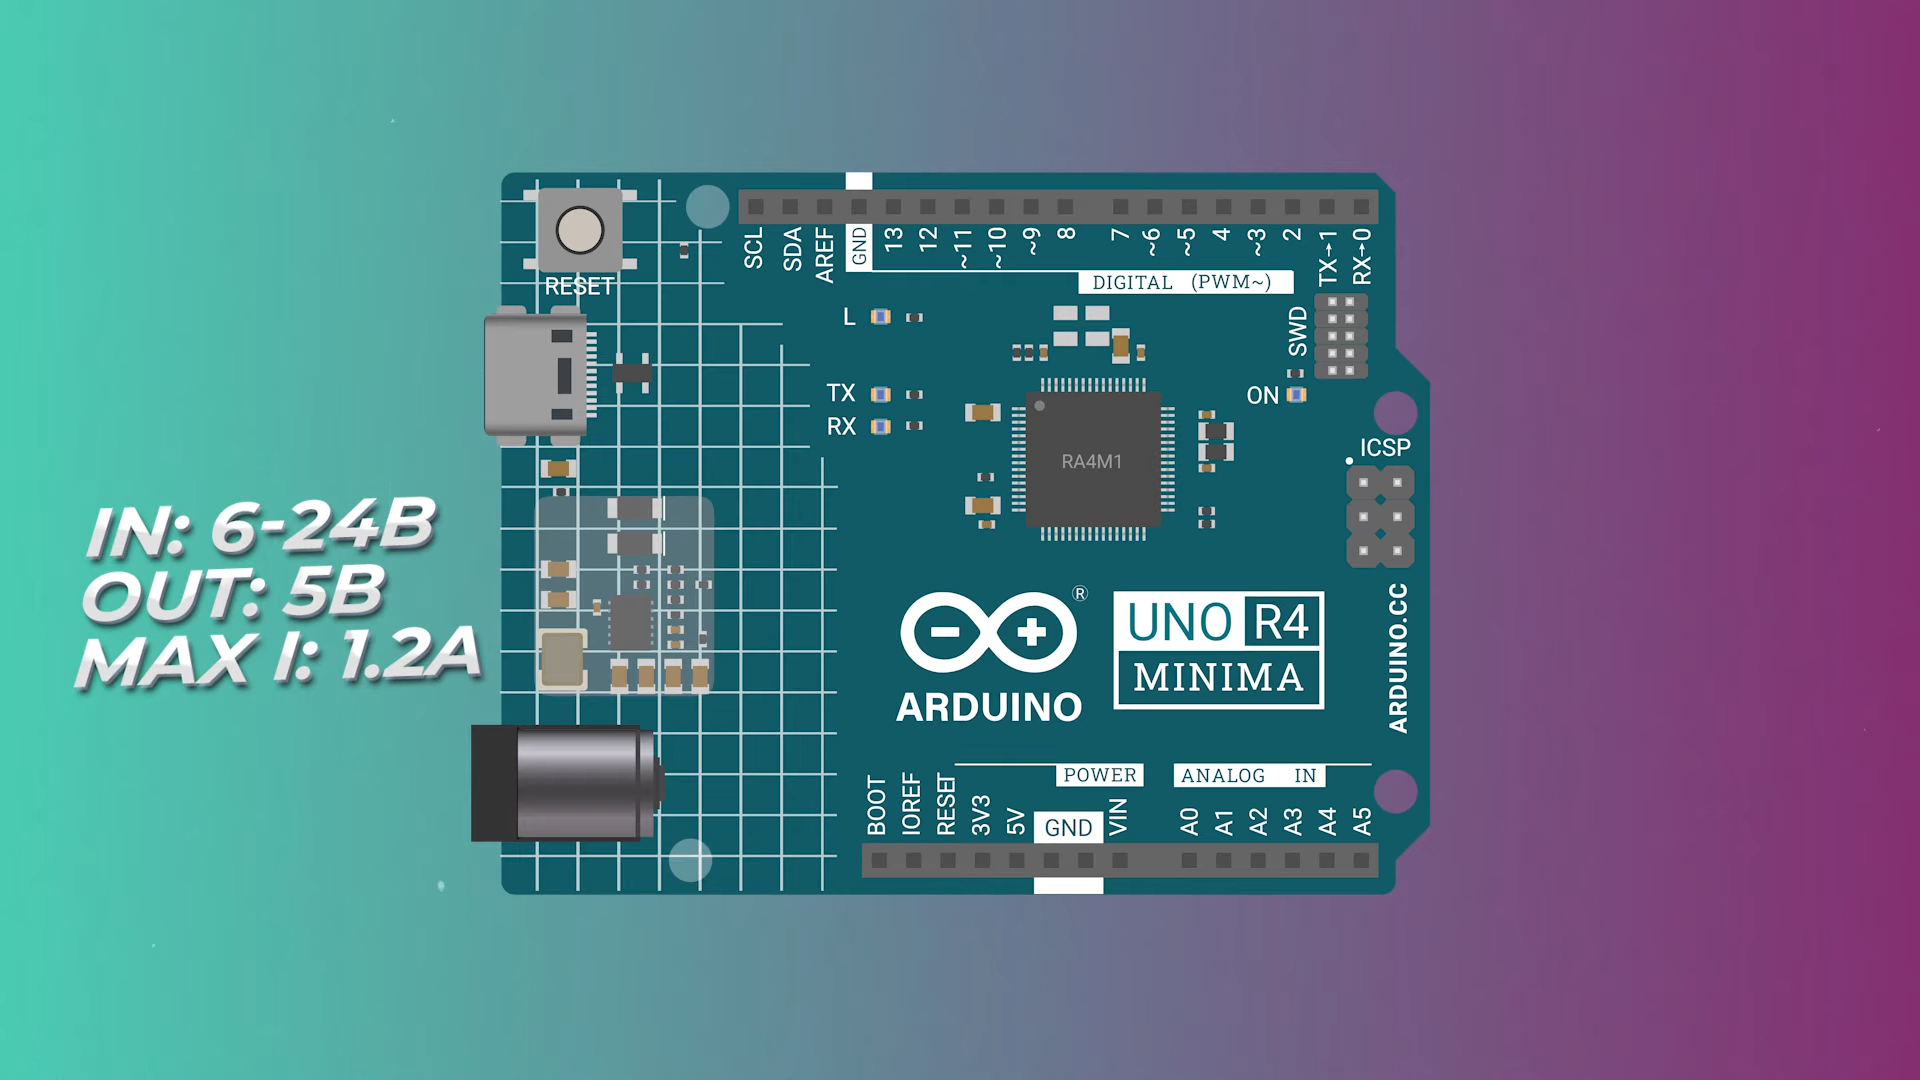 IN: 6-24В
OUT: 5В
MAX I: 1.2A
RESET
SCL
SDA
AREF
GND
13
12
~11
~10
~9
8
7
~6
~5
4
~3
2
TX→1
RX→0
DIGITAL (PWM~)
L
TX
RX
RA4M1
SWD
ON
ICSP
ARDUINO
®
UNO R4
MINIMA
ARDUINO.CC
POWER
ANALOG IN
BOOT
IOREF
RESET
3V3
5V
GND
VIN
A0
A1
A2
A3
A4
A5